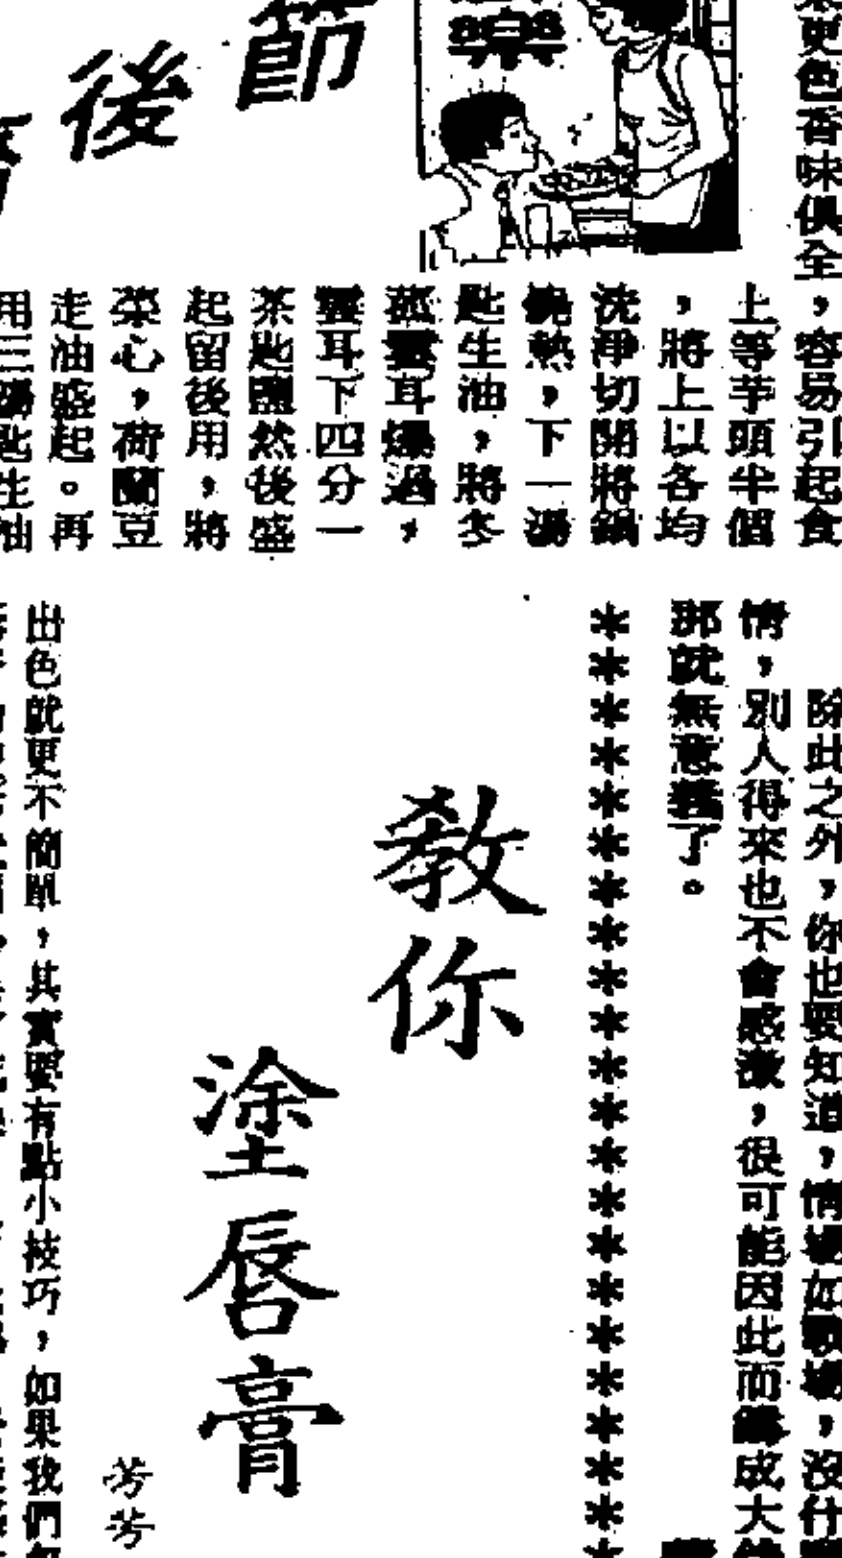 節
後
樂
來更色香味俱全，容易引起食
上等芋頭半個
，將上以各均
洗淨切開將鍋
燒熱，下一湯
匙生油，將冬
菰雲耳爆過，
雲耳下四分一
茶匙鹽然後盛
起留後用，將
菜心，荷蘭豆
走油盛起。再
用三湯匙生油
除此之外，你也要知道，情場如戰場，沒什
情，別人得來也不會感激，很可能因此而鑄成大錯
那就無意義了。
＊＊＊＊＊＊＊＊＊＊＊＊＊＊＊＊＊＊＊＊＊＊
教你
塗唇膏
芳芳
出色就更不簡單，其實要有點小技巧，如果我們